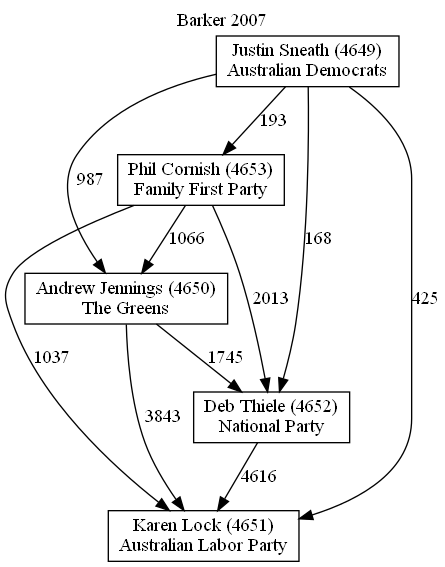 Barker 2007
Justin Sneath (4649)
Australian Democrats
193
Phil Cornish (4653)
Family First Party
987
1066
168
Andrew Jennings (4650)
The Greens
2013
425
1037
1745
3843
Deb Thiele (4652)
National Party
4616
Karen Lock (4651)
Australian Labor Party